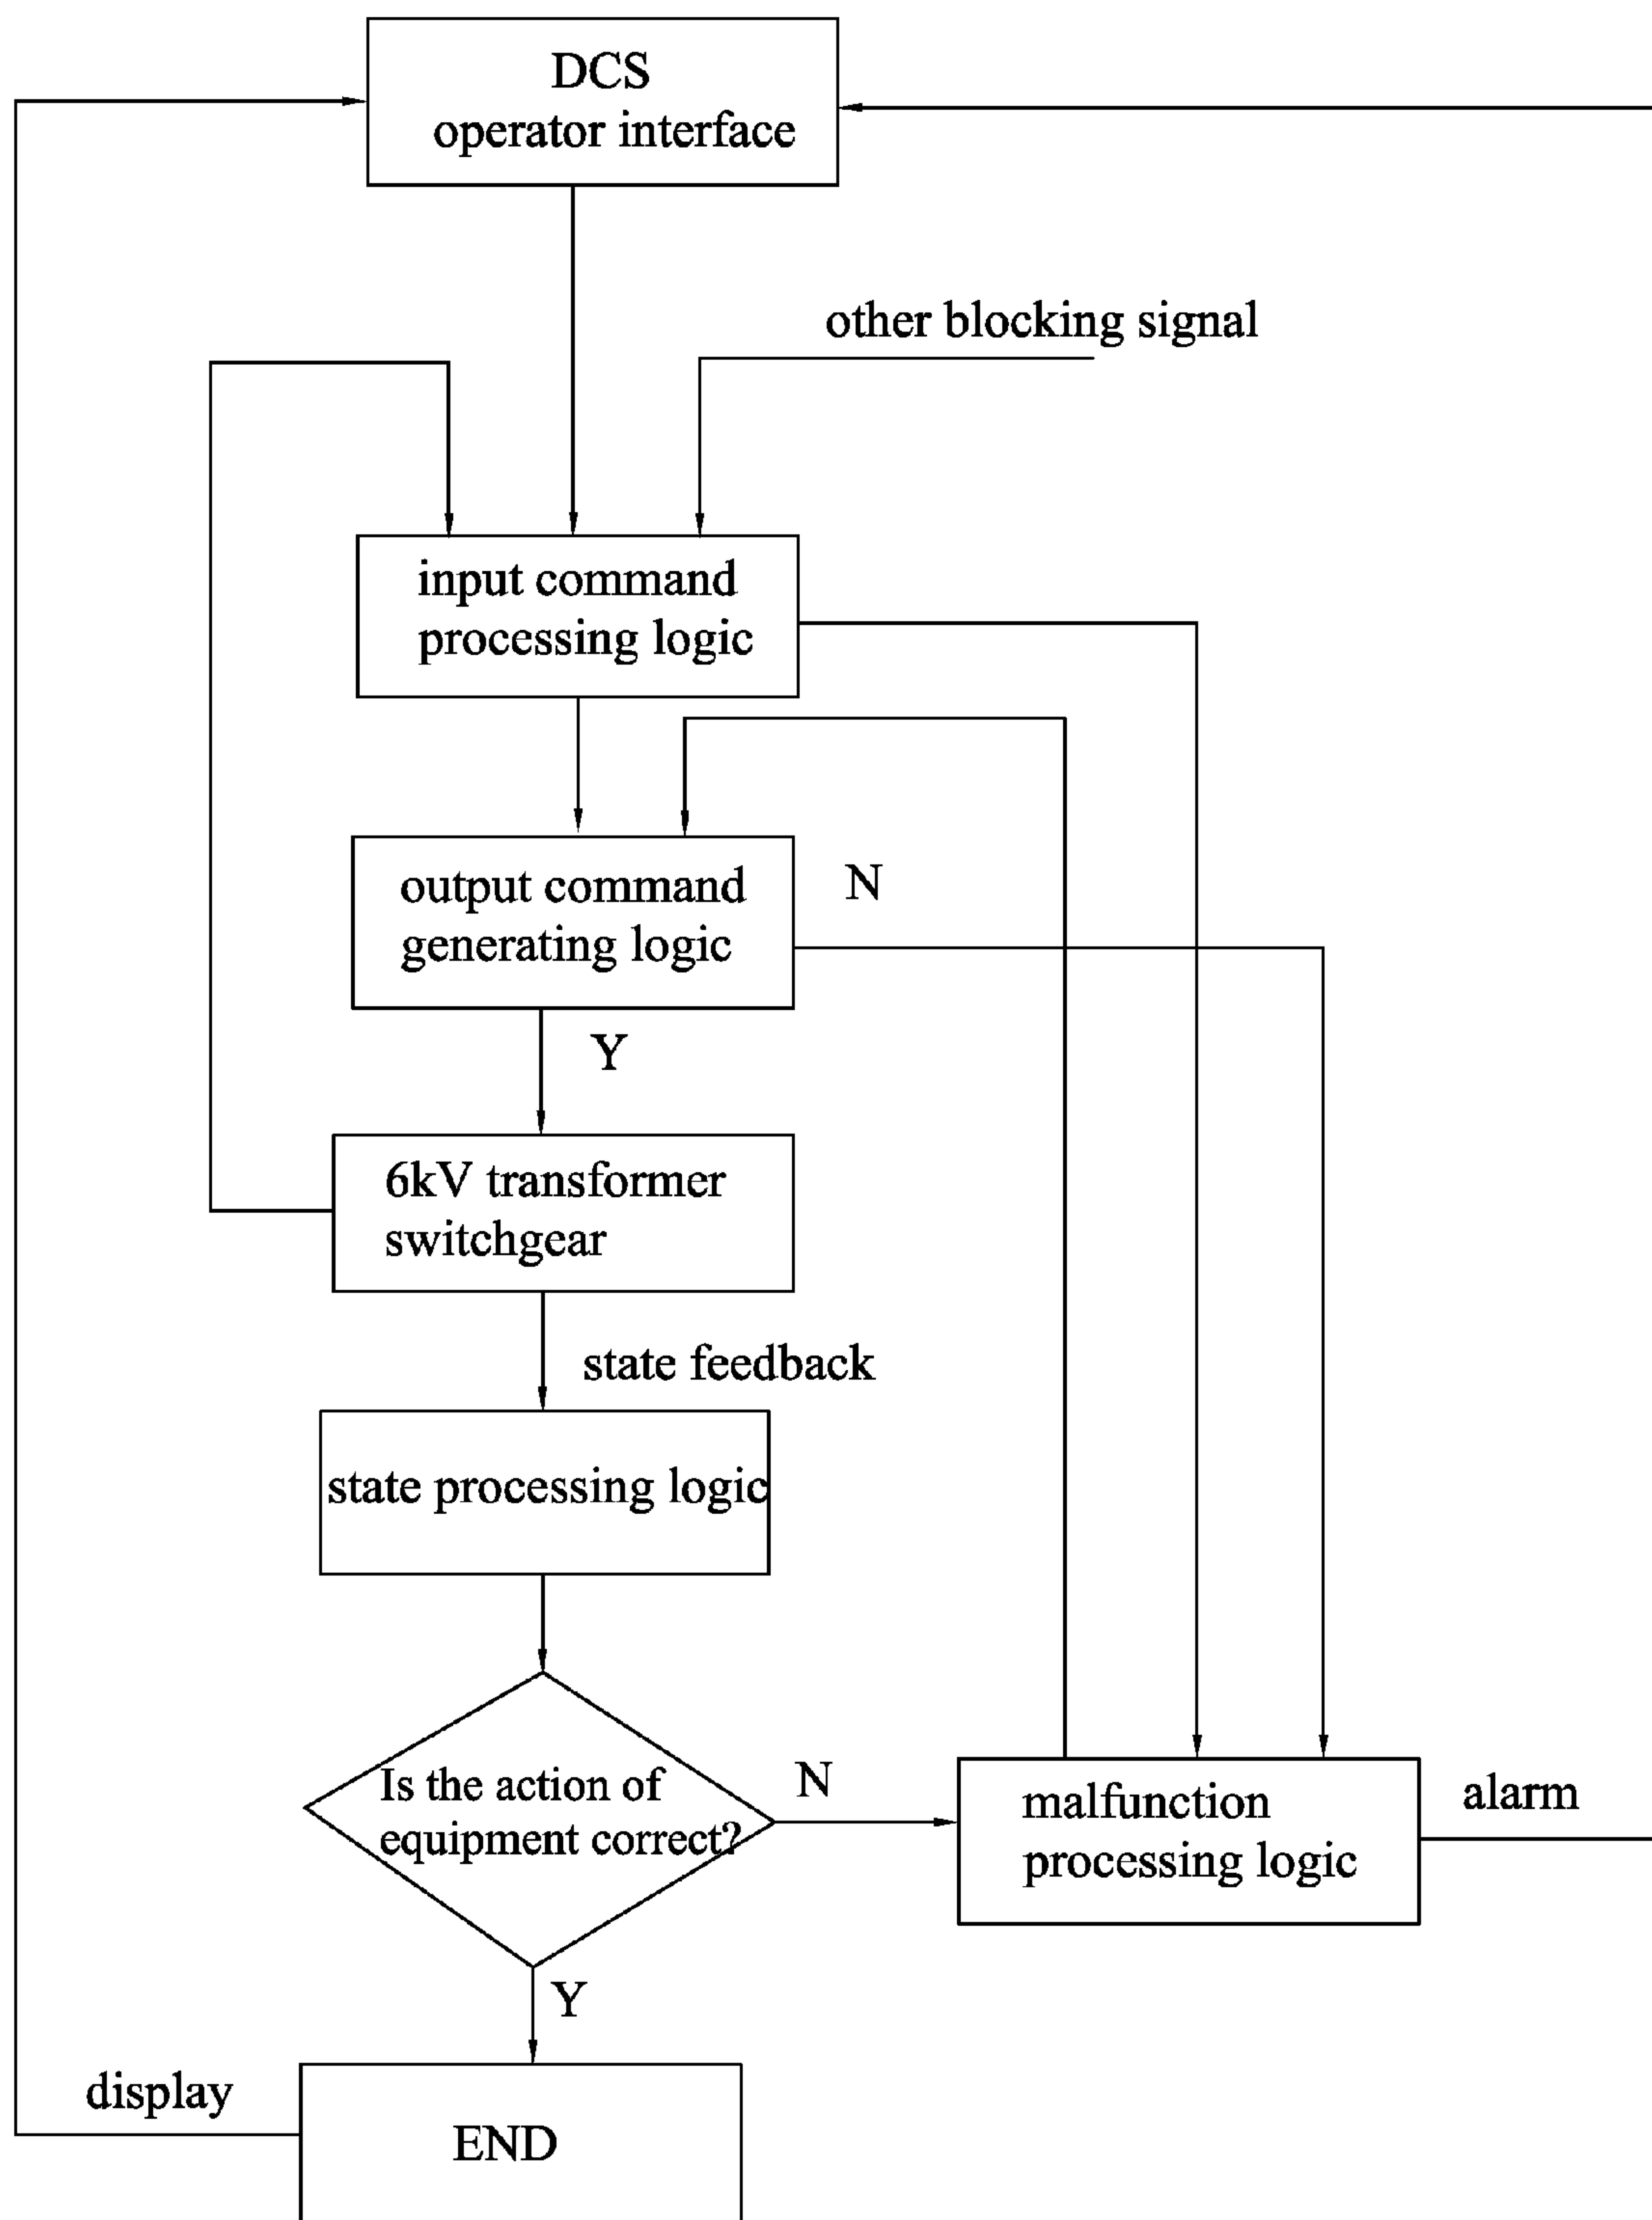 DCS
operator interface
other blocking signal
input command
processing logic
output command
generating logic
N
Y
6kV transformer
switchgear
state feedback
state processing logic
Is the action of
equipment correct?
N
malfunction
processing logic
alarm
Y
display
END